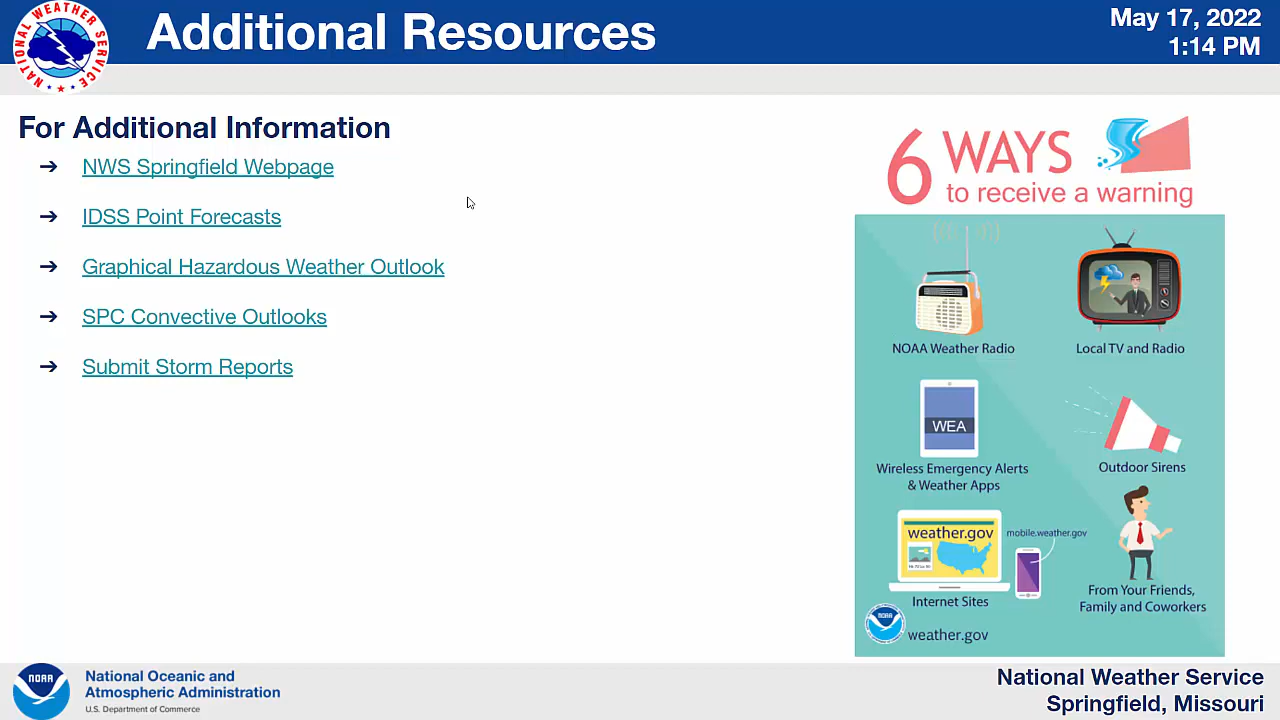 NATIONAL WEATHER SERVICE
Additional Resources
May 17, 2022
1:14 PM
For Additional Information
➔ NWS Springfield Webpage
➔ IDSS Point Forecasts
➔ Graphical Hazardous Weather Outlook
➔ SPC Convective Outlooks
➔ Submit Storm Reports
6 WAYS
to receive a warning
NOAA Weather Radio
Local TV and Radio
WEA
Wireless Emergency Alerts
& Weather Apps
Outdoor Sirens
weather.gov
mobile.weather.gov
Internet Sites
From Your Friends,
Family and Coworkers
NOAA
weather.gov
NOAA
National Oceanic and
Atmospheric Administration
U.S. Department of Commerce
National Weather Service
Springfield, Missouri